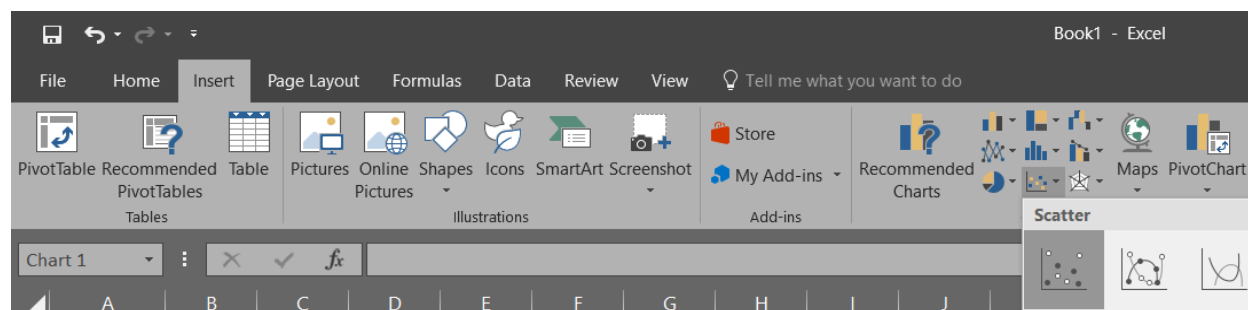 Book1 - Excel
File Home Insert Page Layout Formulas Data Review View Tell me what you want to do
PivotTable Recommended Table Pictures Online Shapes Icons SmartArt Screenshot Store My Add-ins Recommended Maps PivotChart
PivotTables Pictures Charts
Tables Illustrations Add-ins
Scatter
Chart 1 fx
A B C D E F G H I J